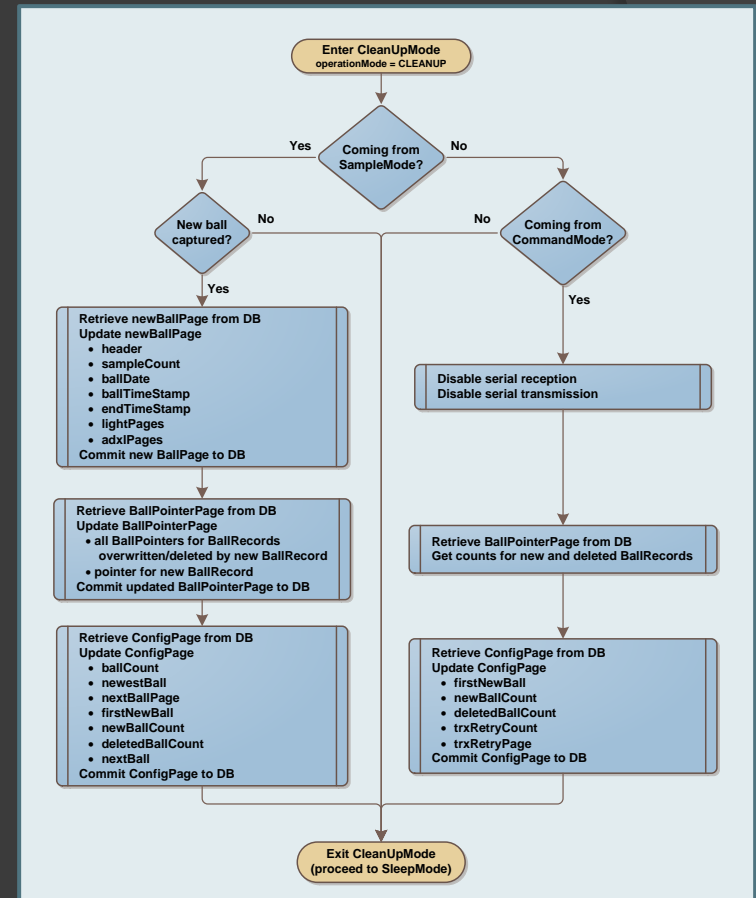 Enter CleanUpMode
operationMode = CLEANUP
Yes
Coming from
SampleMode?
No
New ball
captured?
No
No
Coming from
CommandMode?
Yes
Yes
Retrieve newBallPage from DB
Update newBallPage
• header
• sampleCount
• ballDate
• ballTimeStamp
• endTimeStamp
• lightPages
• adxlPages
Commit new BallPage to DB
Disable serial reception
Disable serial transmission
Retrieve BallPointerPage from DB
Update BallPointerPage
• all BallPointers for BallRecords
overwritten/deleted by new BallRecord
• pointer for new BallRecord
Commit updated BallPointerPage to DB
Retrieve BallPointerPage from DB
Get counts for new and deleted BallRecords
Retrieve ConfigPage from DB
Update ConfigPage
• ballCount
• newestBall
• nextBallPage
• firstNewBall
• newBallCount
• deletedBallCount
• nextBall
Commit ConfigPage to DB
Retrieve ConfigPage from DB
Update ConfigPage
• firstNewBall
• newBallCount
• deletedBallCount
• trxRetryCount
• trxRetryPage
Commit ConfigPage to DB
Exit CleanUpMode
(proceed to SleepMode)